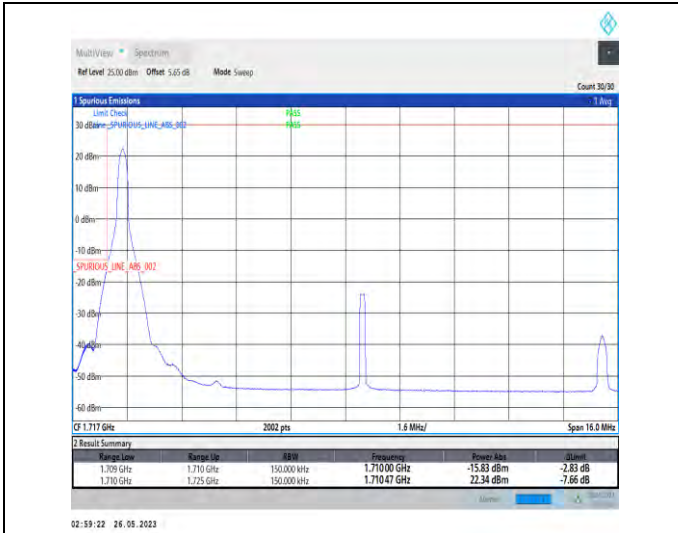 MultiView Spectrum
Ref Level 25.00 dBm Offset 5.65 dB Mode Sweep
Count 30/30
1 Spurious Emissions 1 Avg
Limit Check PASS
30 dBm Line _SPURIOUS_LINE_ABS_002 PASS
20 dBm
10 dBm
0 dBm
-10 dBm
_SPURIOUS_LINE_ABS_002
-20 dBm
-30 dBm
-40 dBm
-50 dBm
-60 dBm
CF 1.717 GHz 2002 pts 1.6 MHz/ Span 16.0 MHz
2 Result Summary
Range Low Range Up RBW Frequency Power Abs ΔLimit
1.709 GHz 1.710 GHz 150.000 kHz 1.71000 GHz -15.83 dBm -2.83 dB
1.710 GHz 1.725 GHz 150.000 kHz 1.71047 GHz 22.34 dBm -7.66 dB
02:59:22 26.05.2023